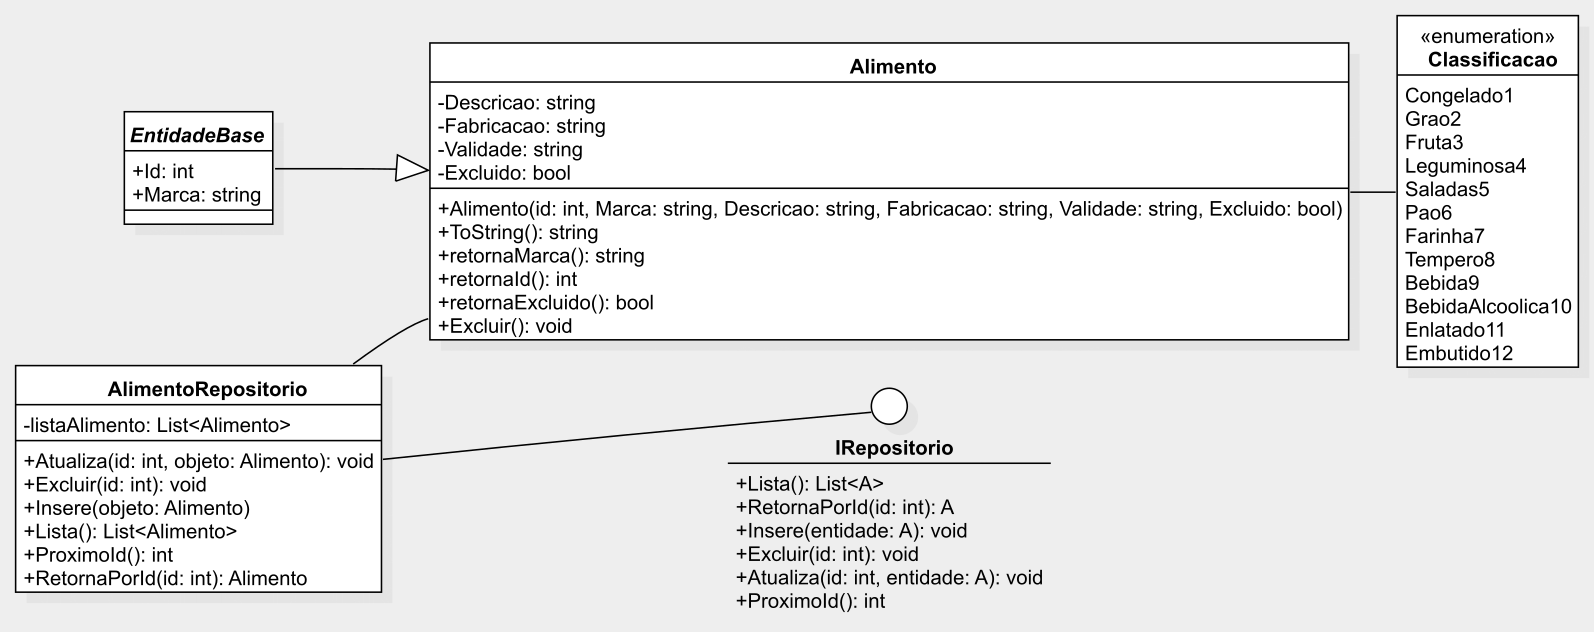 EntidadeBase
+Id: int
+Marca: string
Alimento
-Descricao: string
-Fabricacao: string
-Validade: string
-Excluido: bool
+Alimento(id: int, Marca: string, Descricao: string, Fabricacao: string, Validade: string, Excluido: bool)
+ToString(): string
+retornaMarca(): string
+retornaId(): int
+retornaExcluido(): bool
+Excluir(): void
«enumeration»
Classificacao
Congelado1
Grao2
Fruta3
Leguminosa4
Saladas5
Pao6
Farinha7
Tempero8
Bebida9
BebidaAlcoolica10
Enlatado11
Embutido12
AlimentoRepositorio
-listaAlimento: List<Alimento>
+Atualiza(id: int, objeto: Alimento): void
+Excluir(id: int): void
+Insere(objeto: Alimento)
+Lista(): List<Alimento>
+ProximoId(): int
+RetornaPorId(id: int): Alimento
IRepositorio
+Lista(): List<A>
+RetornaPorId(id: int): A
+Insere(entidade: A): void
+Excluir(id: int): void
+Atualiza(id: int, entidade: A): void
+ProximoId(): int